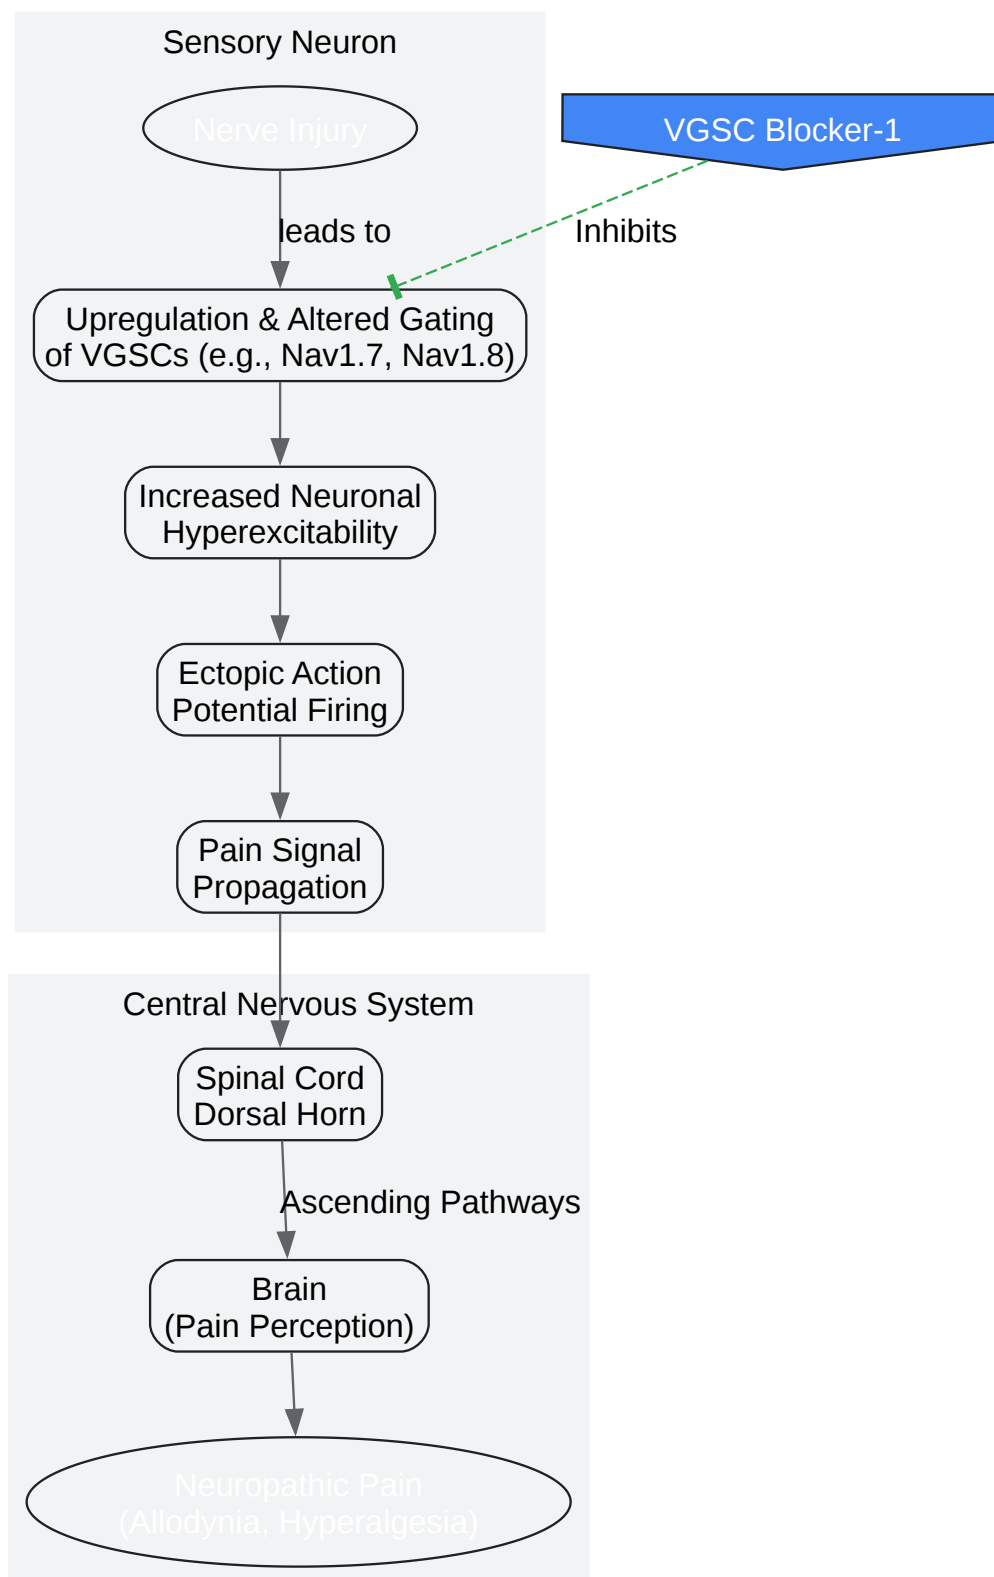 Sensory Neuron
Nerve Injury
VGSC Blocker-1
leads to
Inhibits
Upregulation & Altered Gating
of VGSCs (e.g., Nav1.7, Nav1.8)
Increased Neuronal
Hyperexcitability
Ectopic Action
Potential Firing
Pain Signal
Propagation
Central Nervous System
Spinal Cord
Dorsal Horn
Ascending Pathways
Brain
(Pain Perception)
Neuropathic Pain
(Allodynia, Hyperalgesia)